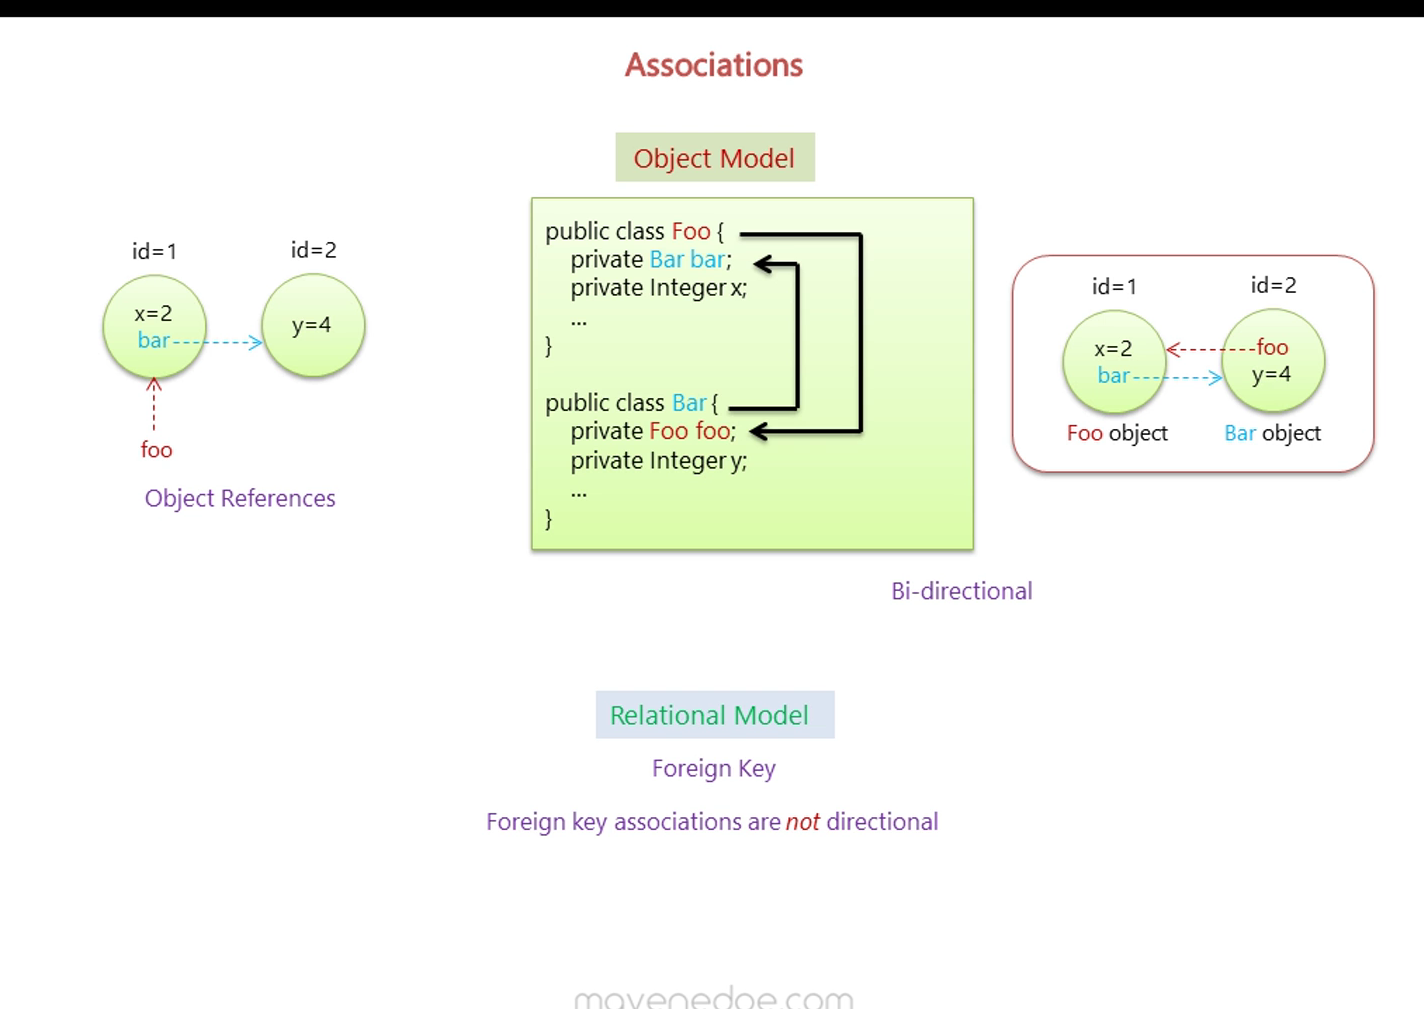 Associations
Object Model
id=1
id=2
x=2
bar
y=4
foo
Object References
public class Foo {
private Bar bar;
private Integer x;
...
}
public class Bar {
private Foo foo;
private Integer y;
...
}
id=1
id=2
x=2
foo
bar
y=4
Foo object
Bar object
Bi-directional
Relational Model
Foreign Key
Foreign key associations are not directional